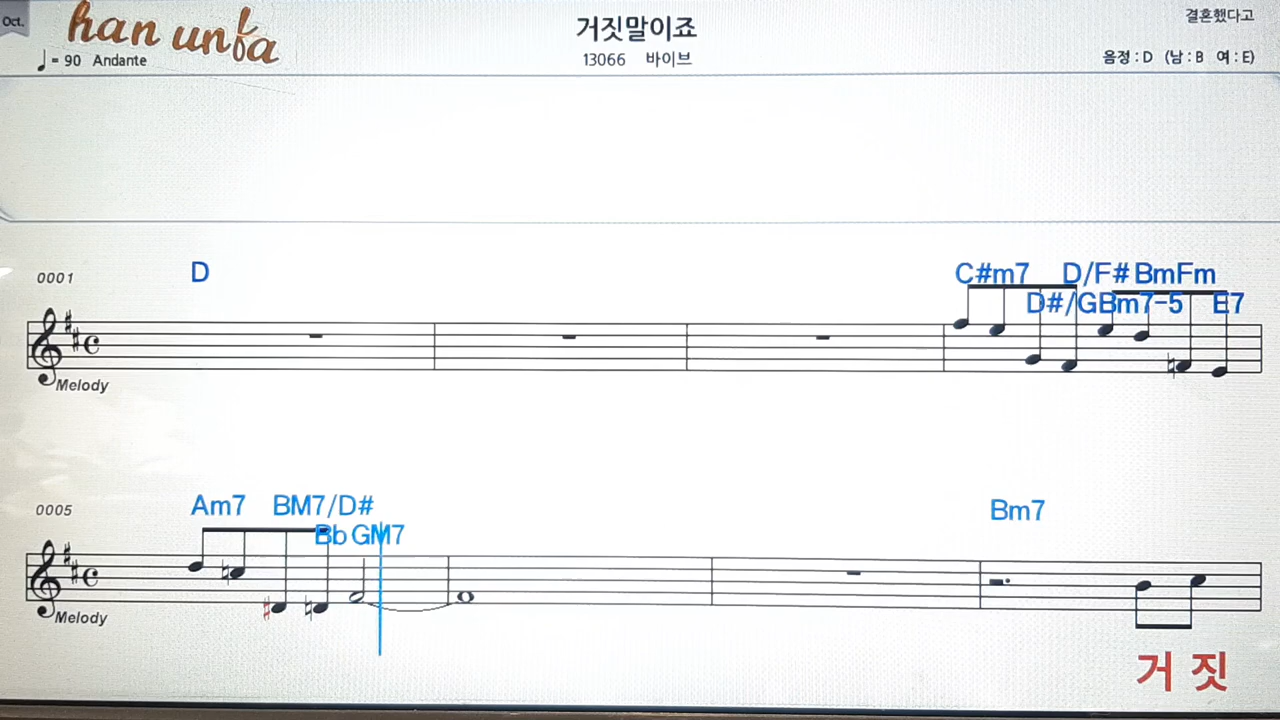 Oct.
han unfa
거짓말이죠
결혼했다고
= 90 Andante
13066 바이브
음정 : D (남 : B 여 : E)
0001
D
C#m7 D/F# BmFm
D#/GBm7-5 E7
Melody
0005
Am7 BM7/D#
Bb GM7
Bm7
Melody
거 짓